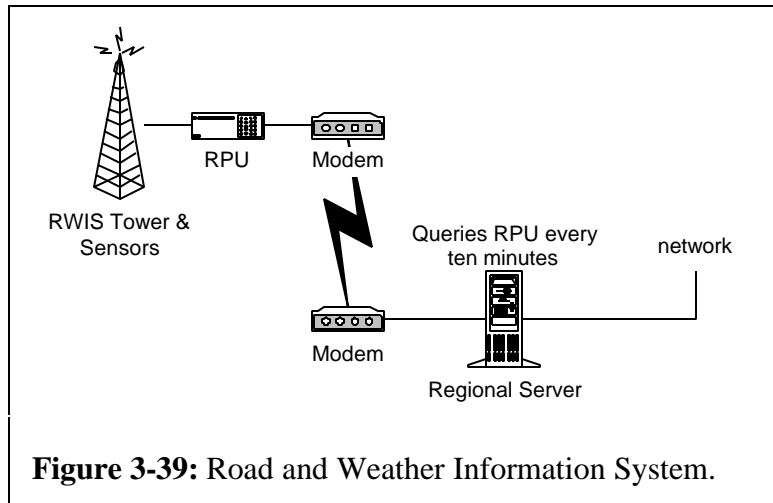 RPU
Modem
RWIS Tower &
Sensors
Queries RPU every
ten minutes
network
Modem
Regional Server
Figure 3-39: Road and Weather Information System.